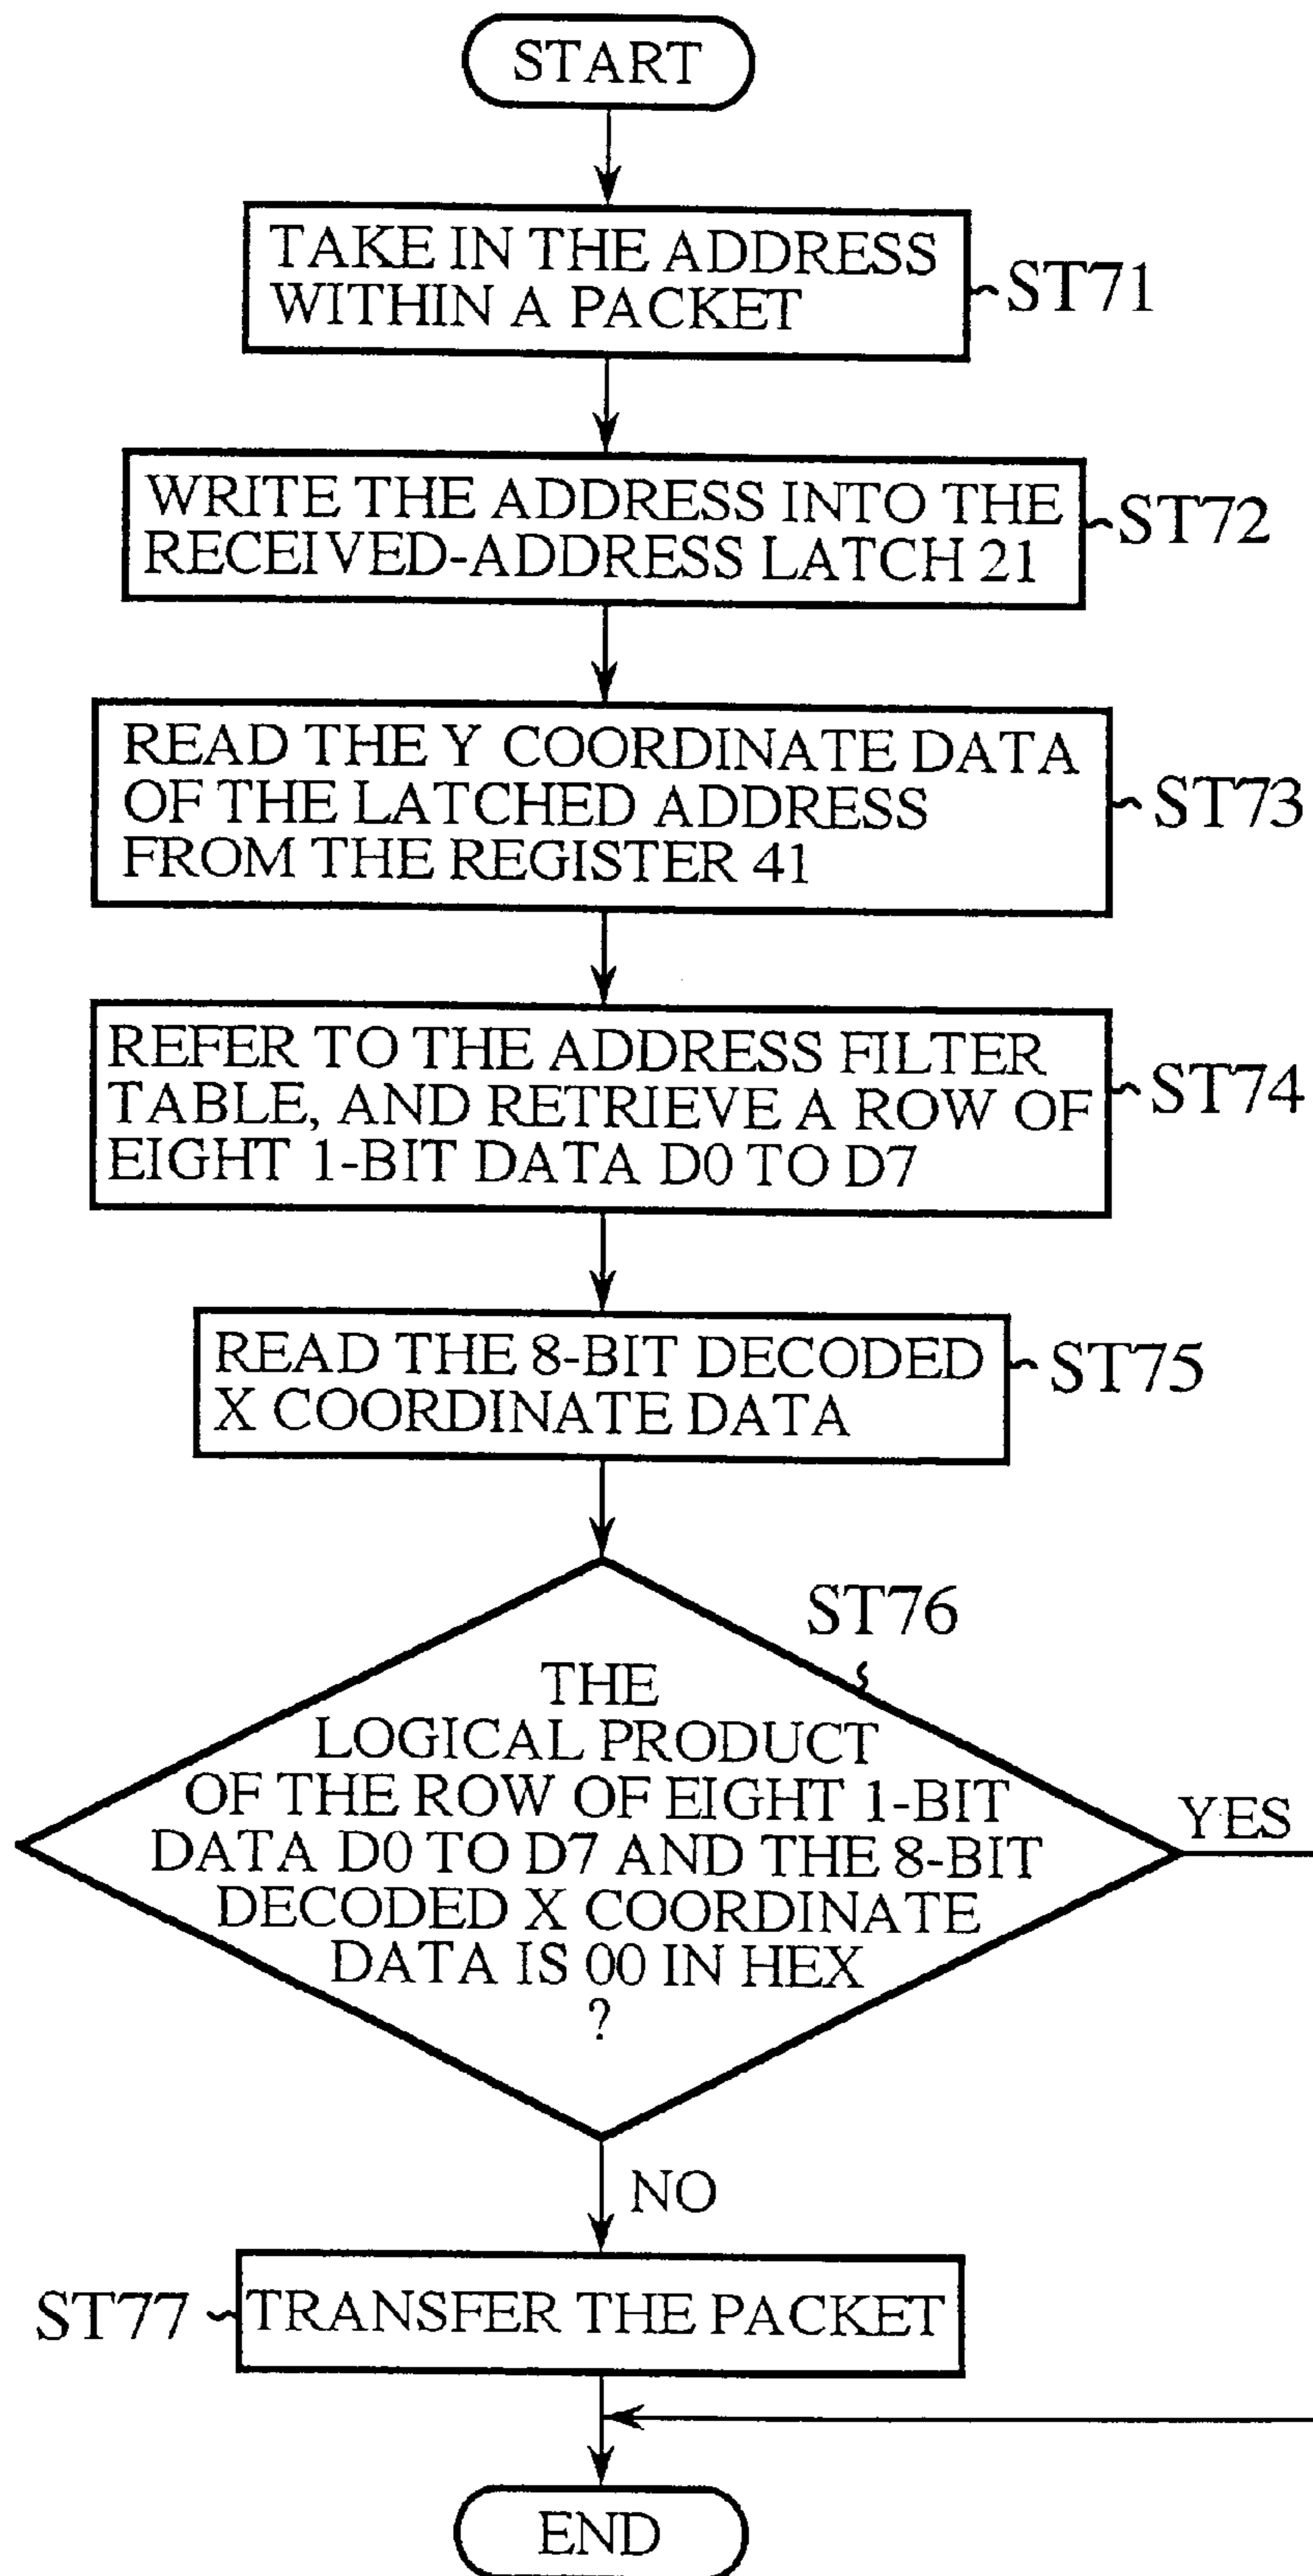 START
TAKE IN THE ADDRESS
WITHIN A PACKET
ST71
WRITE THE ADDRESS INTO THE
RECEIVED-ADDRESS LATCH 21
ST72
READ THE Y COORDINATE DATA
OF THE LATCHED ADDRESS
FROM THE REGISTER 41
ST73
REFER TO THE ADDRESS FILTER
TABLE, AND RETRIEVE A ROW OF
EIGHT 1-BIT DATA D0 TO D7
ST74
READ THE 8-BIT DECODED
X COORDINATE DATA
ST75
ST76
THE
LOGICAL PRODUCT
OF THE ROW OF EIGHT 1-BIT
DATA D0 TO D7 AND THE 8-BIT
DECODED X COORDINATE
DATA IS 00 IN HEX
?
YES
NO
ST77
TRANSFER THE PACKET
END